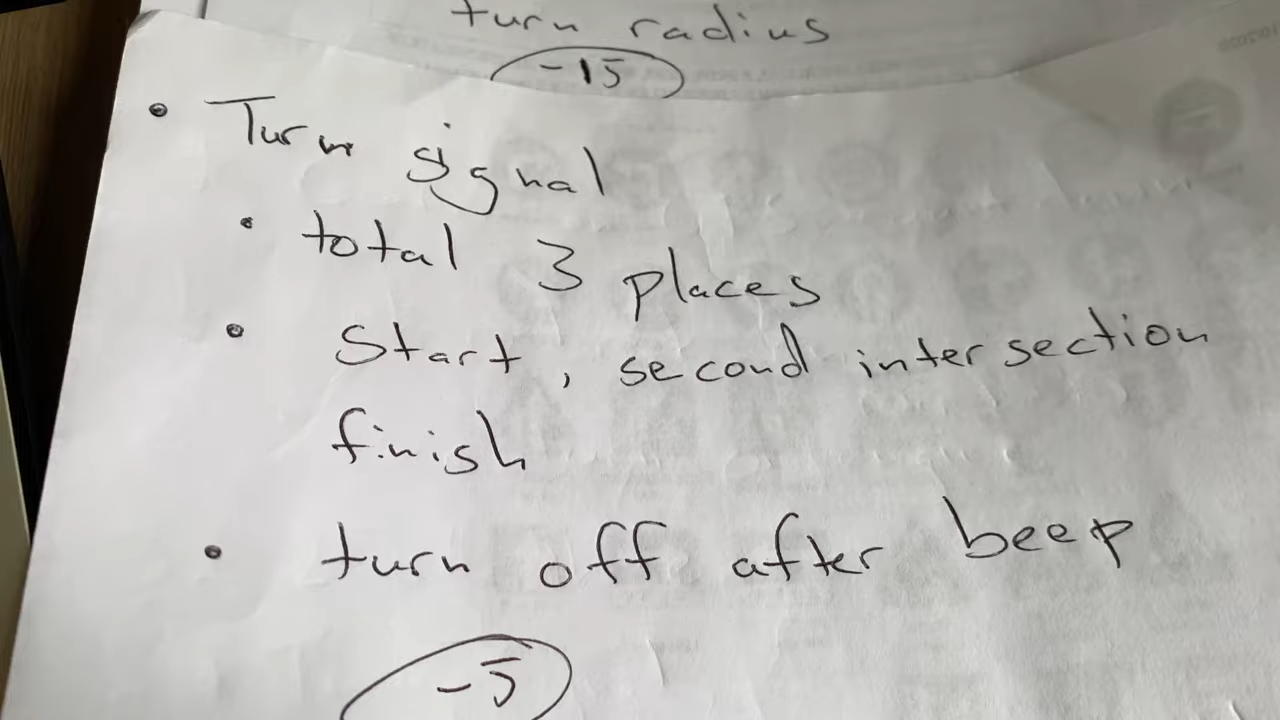 turn radius
-15
• Turn signal
• total 3 places
• Start, second intersection
finish
• turn off after beep
-5